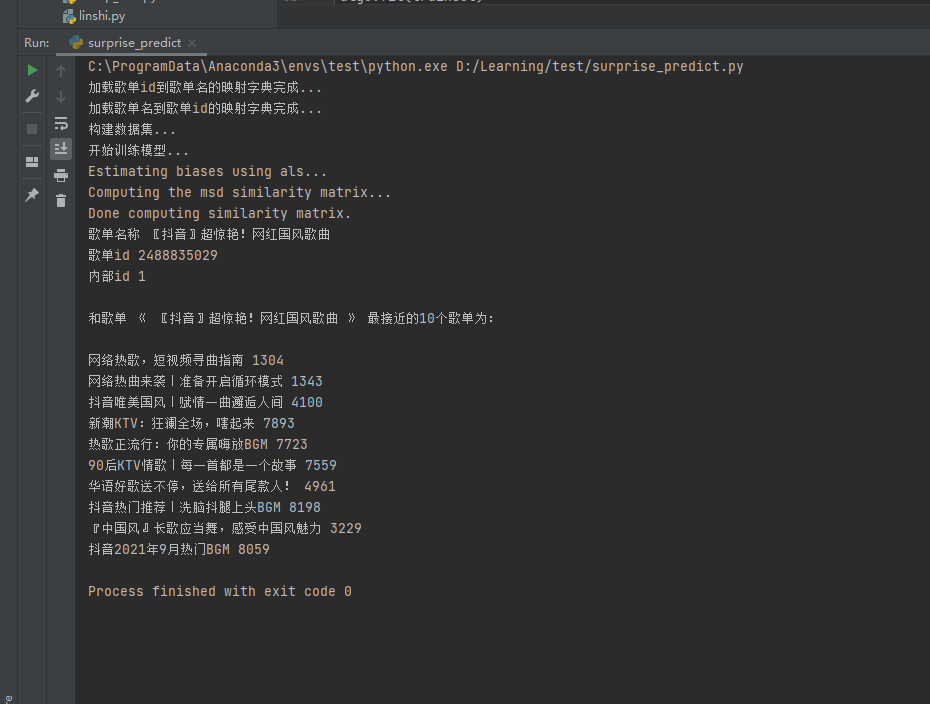 linshi.py
Run: surprise_predict
C:\ProgramData\Anaconda3\envs\test\python.exe D:/Learning/test/surprise_predict.py
加载歌单id到歌单名的映射字典完成...
加载歌单名到歌单id的映射字典完成...
构建数据集...
开始训练模型...
Estimating biases using als...
Computing the msd similarity matrix...
Done computing similarity matrix.
歌单名称 〖抖音〗超惊艳！网红国风歌曲
歌单id 2488835029
内部id 1
和歌单 《 〖抖音〗超惊艳！网红国风歌曲 》 最接近的10个歌单为：
网络热歌，短视频寻曲指南 1304
网络热曲来袭丨准备开启循环模式 1343
抖音唯美国风丨赋情一曲邂逅人间 4100
新潮KTV：狂澜全场，嗨起来 7893
热歌正流行：你的专属嗨放BGM 7723
90后KTV情歌丨每一首都是一个故事 7559
华语好歌送不停，送给所有尾款人！ 4961
抖音热门推荐丨洗脑抖腿上头BGM 8198
『中国风』长歌应当舞，感受中国风魅力 3229
抖音2021年9月热门BGM 8059
Process finished with exit code 0